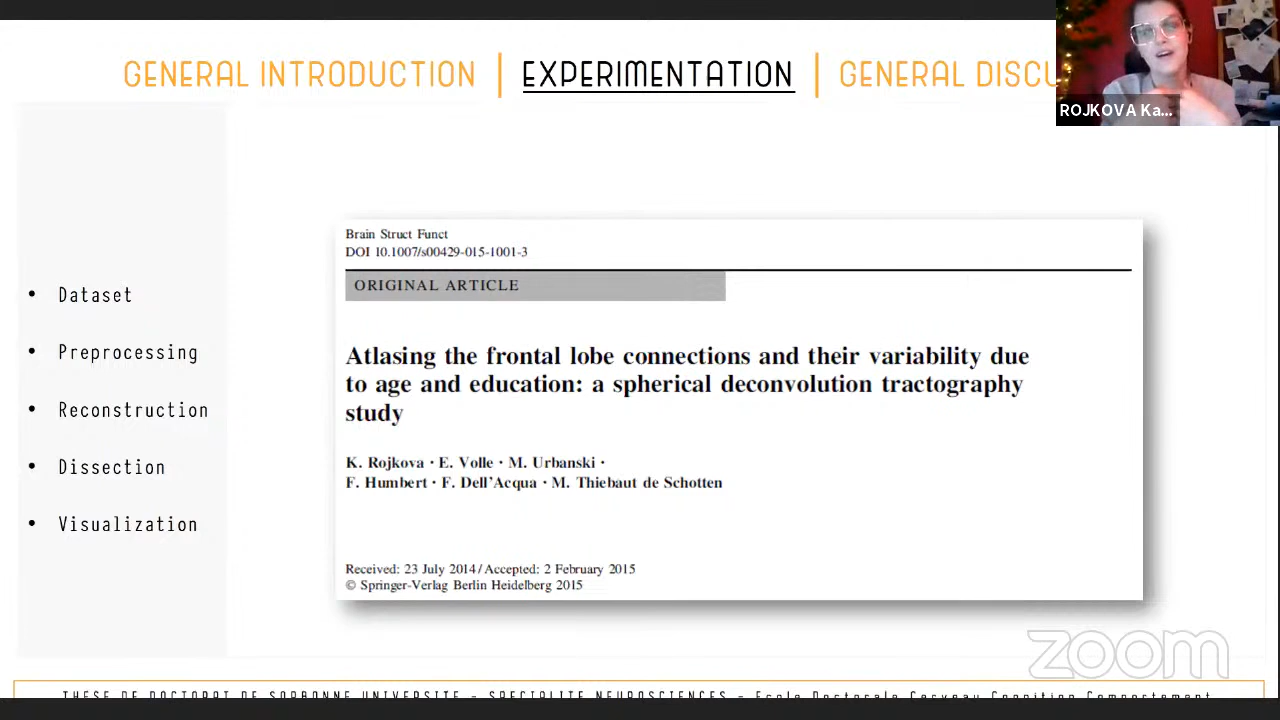 GENERAL INTRODUCTION | EXPERIMENTATION | GENERAL DISCU
ROJKOVA Ka...
• Dataset
• Preprocessing
• Reconstruction
• Dissection
• Visualization
Brain Struct Funct
DOI 10.1007/s00429-015-1001-3
ORIGINAL ARTICLE
Atlasing the frontal lobe connections and their variability due
to age and education: a spherical deconvolution tractography
study
K. Rojkova · E. Volle · M. Urbanski ·
F. Humbert · F. Dell'Acqua · M. Thiebaut de Schotten
Received: 23 July 2014 / Accepted: 2 February 2015
© Springer-Verlag Berlin Heidelberg 2015
zoom
THESE DE DOCTORAT DE SORBONNE UNIVERSITE - SPECIALITE NEUROSCIENCES - Ecole Doctorale Cerveau Cognition Comportement